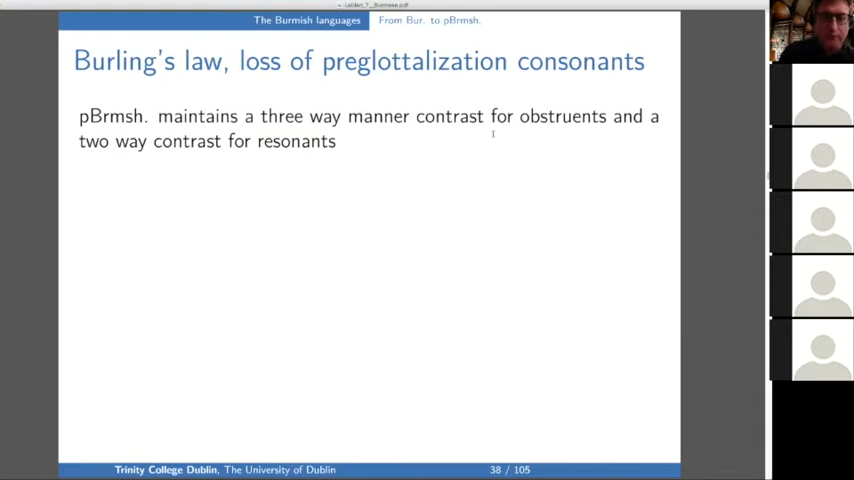 Leiden_7__Burmese.pdf
The Burmish languages From Bur. to pBrmsh.
Burling's law, loss of preglottalization consonants
pBrmsh. maintains a three way manner contrast for obstruents and a
two way contrast for resonants
Trinity College Dublin, The University of Dublin 38 / 105